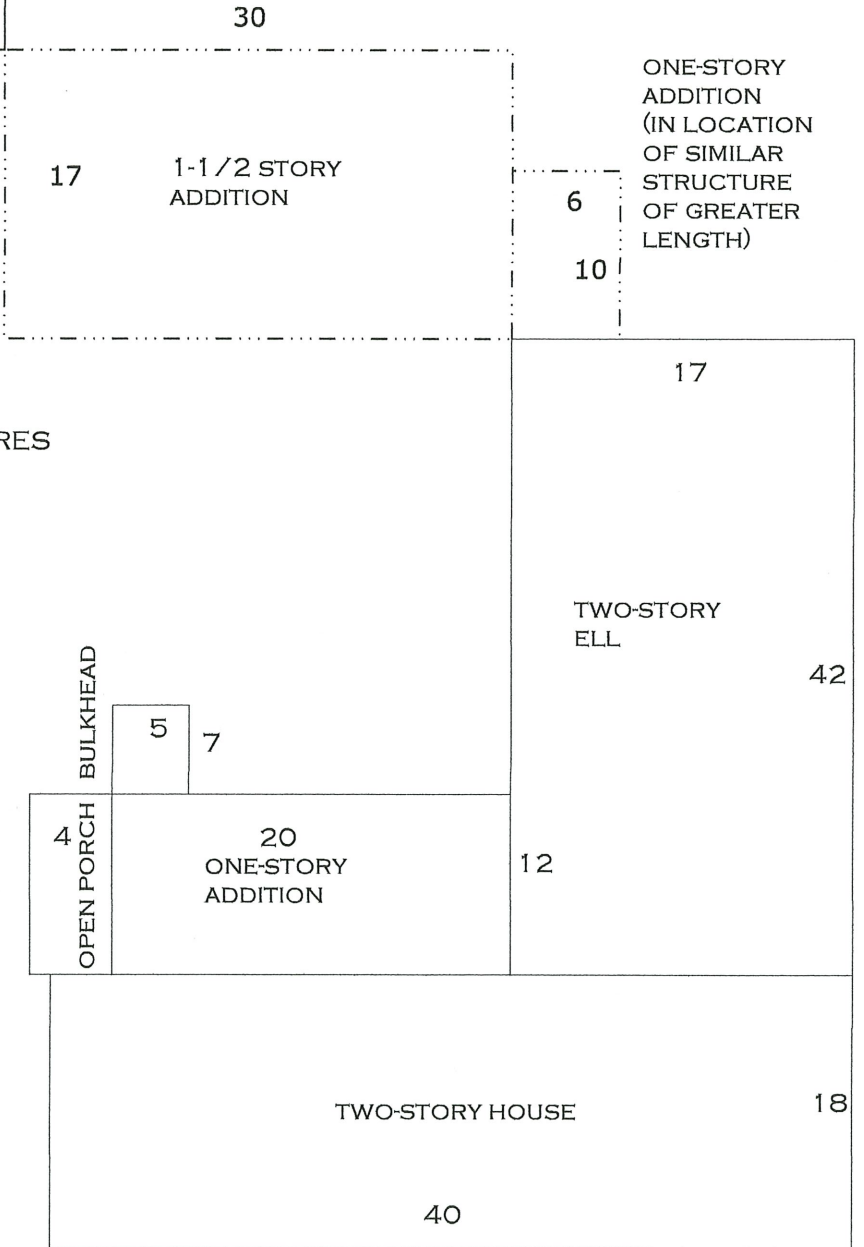 30
ONE-STORY
ADDITION
(IN LOCATION
OF SIMILAR
STRUCTURE
OF GREATER
LENGTH)
17
1-1/2 STORY
ADDITION
6
10
17
RES
TWO-STORY
ELL
42
BULKHEAD
5
7
4
OPEN PORCH
20
ONE-STORY
ADDITION
12
TWO-STORY HOUSE
18
40